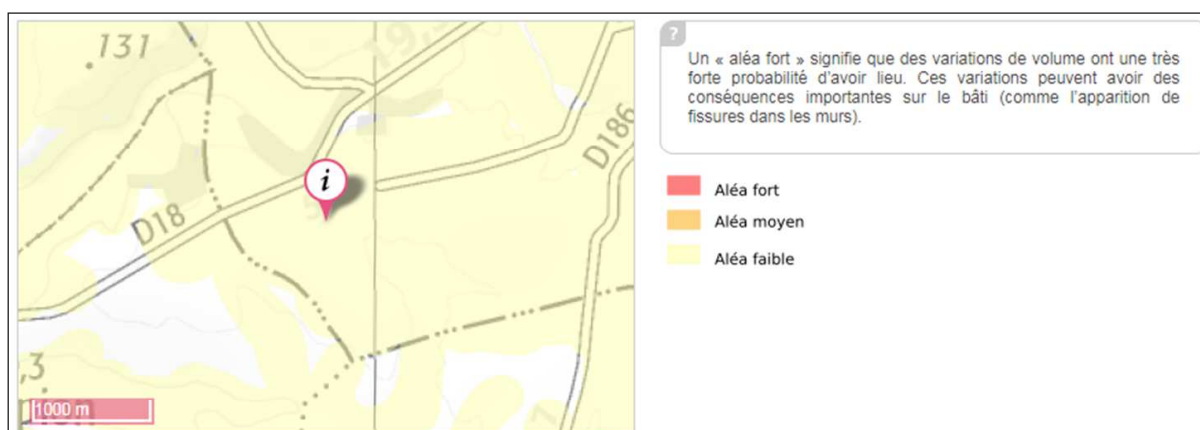 131
19,
D186
i
D18
,3
1000 m
7
?
Un « aléa fort » signifie que des variations de volume ont une très
forte probabilité d'avoir lieu. Ces variations peuvent avoir des
conséquences importantes sur le bâti (comme l'apparition de
fissures dans les murs).
Aléa fort
Aléa moyen
Aléa faible